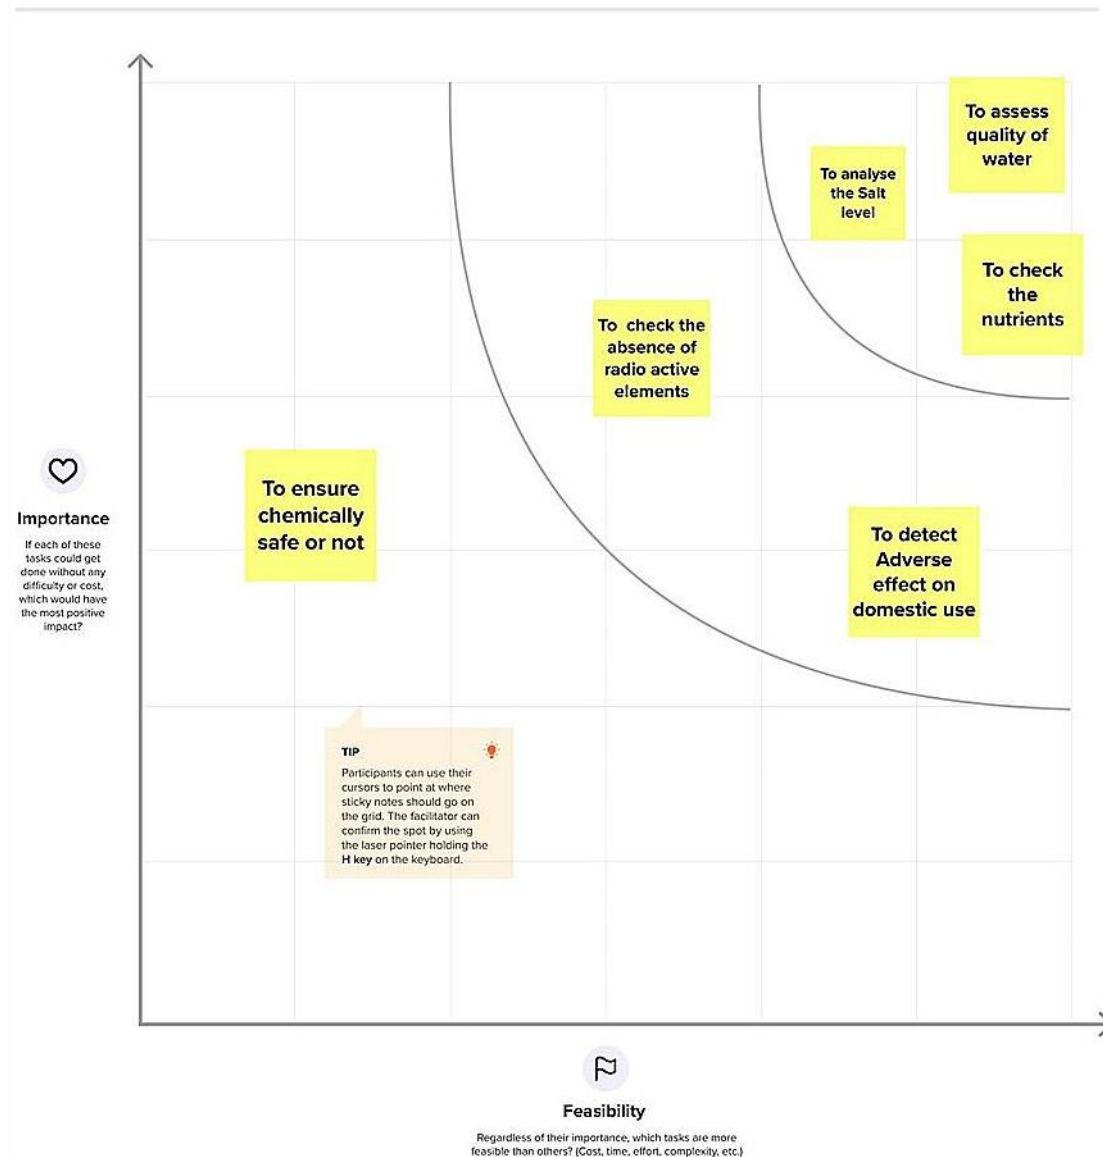 To assess
quality of
water
To analyse
the Salt
level
To check
the
nutrients
To check the
absence of
radio active
elements
To ensure
chemically
safe or not
To detect
Adverse
effect on
domestic use
Importance
If each of these
tasks could get
done without any
difficulty or cost,
which would have
the most positive
impact?
TIP
Participants can use their
cursors to point at where
sticky notes should go on
the grid. The facilitator can
confirm the spot by using
the laser pointer holding the
H key on the keyboard.
Feasibility
Regardless of their importance, which tasks are more
feasible than others? (Cost, time, effort, complexity, etc.)